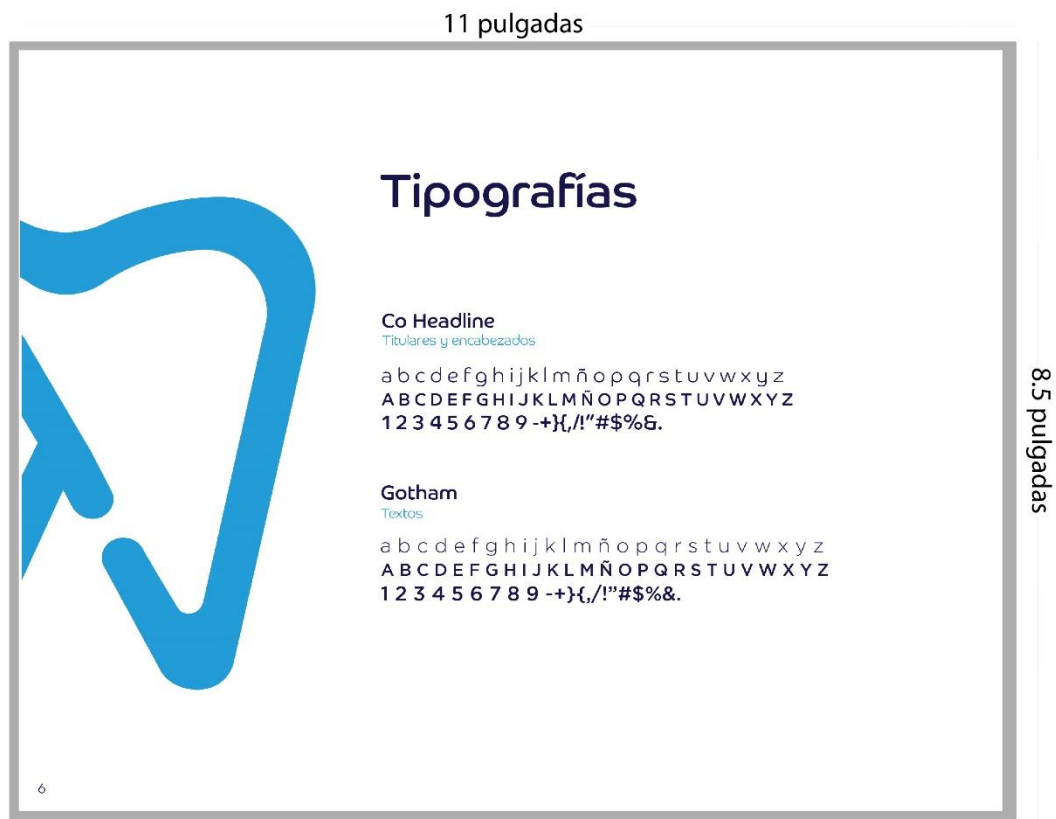 11 pulgadas
Tipografías
Co Headline
Titulares y encabezados
a b c d e f g h i j k l m n ñ o p q r s t u v w x y z
A B C D E F G H I J K L M Ñ O P Q R S T U V W X Y Z
1 2 3 4 5 6 7 8 9 -+}{,/!"#$%&.
Gotham
Textos
a b c d e f g h i j k l m ñ o p q r s t u v w x y z
A B C D E F G H I J K L M Ñ O P Q R S T U V W X Y Z
1 2 3 4 5 6 7 8 9 -+}{,/!”#$%&.
8.5 pulgadas
6